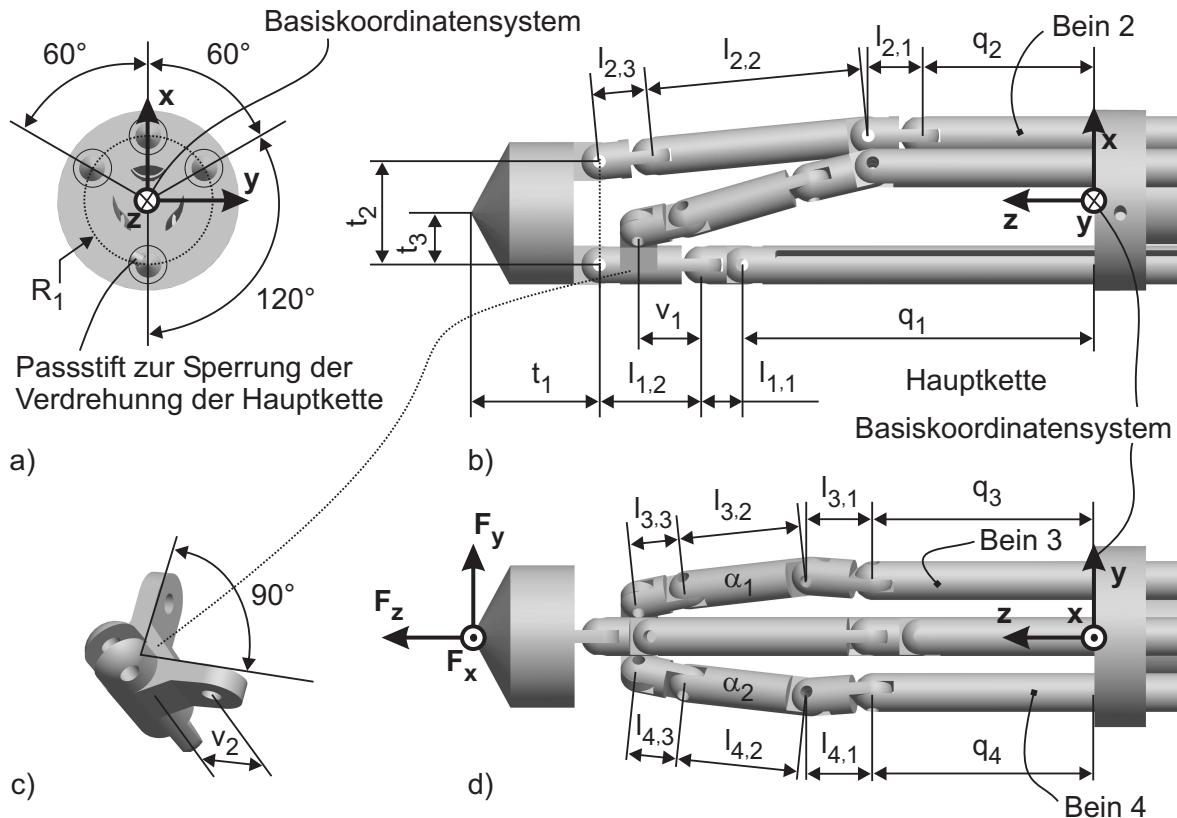 Basiskoordinatensystem
60°
60°
x
y
z
R1
120°
Passstift zur Sperrung der
Verdrehunng der Hauptkette
a)
l2,3
l2,2
l2,1
q2
Bein 2
x
z
y
t2
t3
v1
q1
t1
l1,2
l1,1
Hauptkette
Basiskoordinatensystem
b)
90°
v2
c)
l3,3
l3,2
l3,1
q3
Bein 3
Fy
Fz
Fx
α1
α2
y
z
x
l4,3
l4,2
l4,1
q4
Bein 4
d)